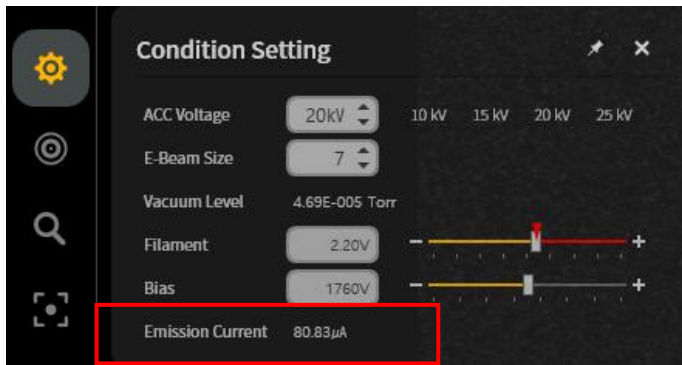 Condition Setting
ACC Voltage 20kV 10 kV 15 kV 20 kV 25 kV
E-Beam Size 7
Vacuum Level 4.69E-005 Torr
Filament 2.20V - +
Bias 1760V - +
Emission Current 80.83µA